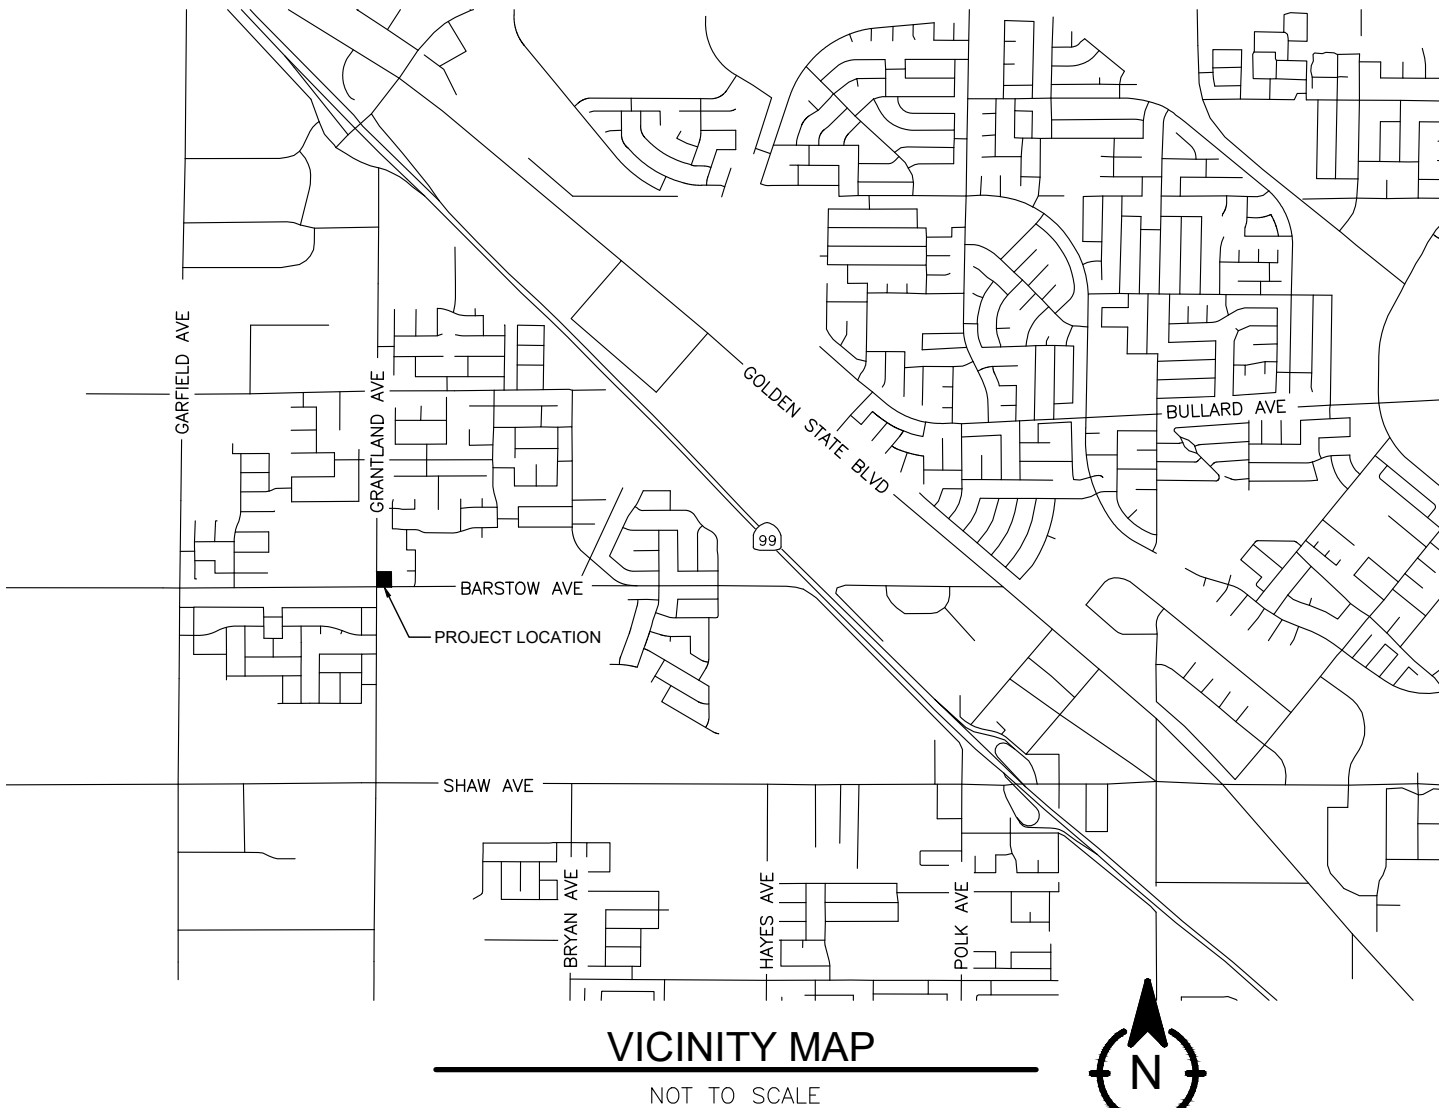 GARFIELD AVE
GRANTLAND AVE
GOLDEN STATE BLVD
BULLARD AVE
99
BARSTOW AVE
PROJECT LOCATION
SHAW AVE
BRYAN AVE
HAYES AVE
POLK AVE
VICINITY MAP
NOT TO SCALE
N